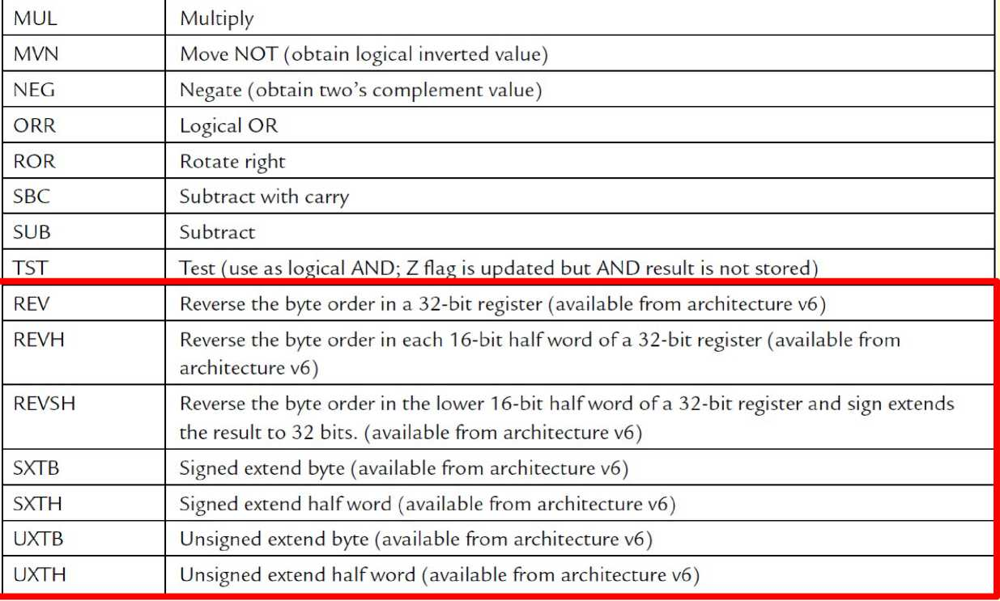 MUL Multiply
MVN Move NOT (obtain logical inverted value)
NEG Negate (obtain two's complement value)
ORR Logical OR
ROR Rotate right
SBC Subtract with carry
SUB Subtract
TST Test (use as logical AND; Z flag is updated but AND result is not stored)
REV Reverse the byte order in a 32-bit register (available from architecture v6)
REVH Reverse the byte order in each 16-bit half word of a 32-bit register (available from
architecture v6)
REVSH Reverse the byte order in the lower 16-bit half word of a 32-bit register and sign extends
the result to 32 bits. (available from architecture v6)
SXTB Signed extend byte (available from architecture v6)
SXTH Signed extend half word (available from architecture v6)
UXTB Unsigned extend byte (available from architecture v6)
UXTH Unsigned extend half word (available from architecture v6)